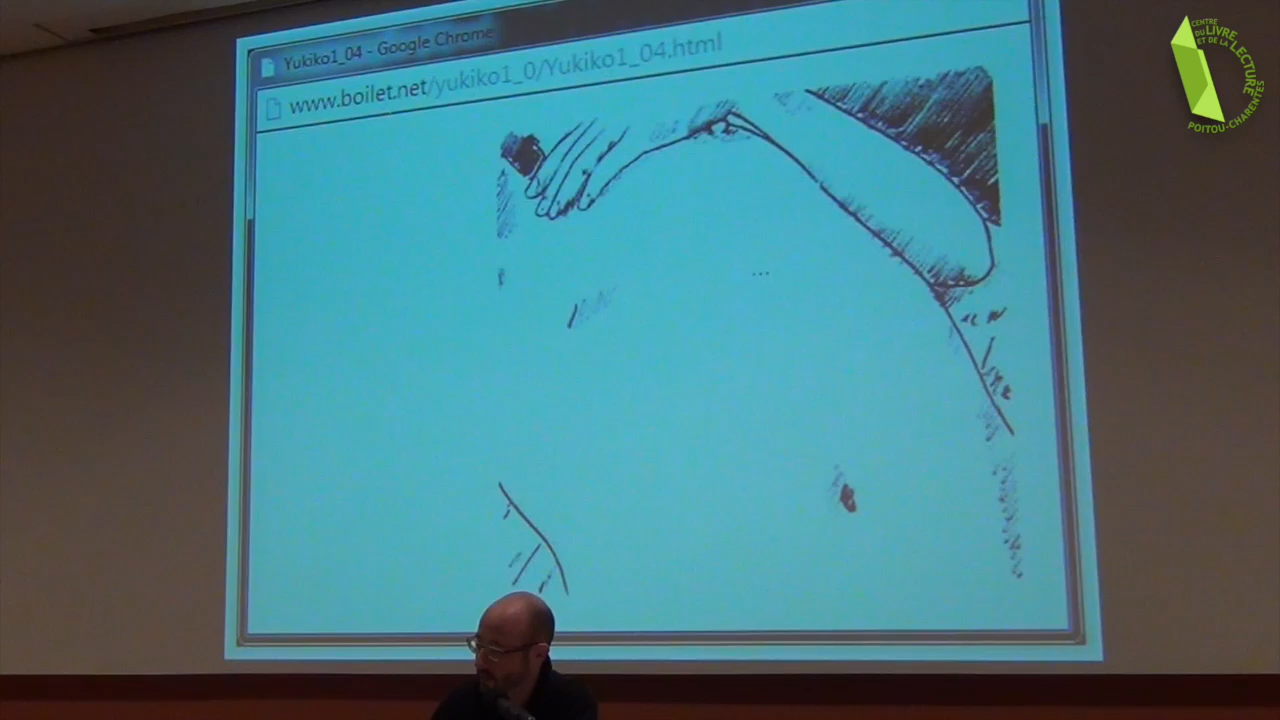 Yukiko1_04 - Google Chrome
www.boilet.net/yukiko1_0/Yukiko1_04.html
...
CENTRE
DU LIVRE
ET DE LA
LECTURE
POITOU-CHARENTES